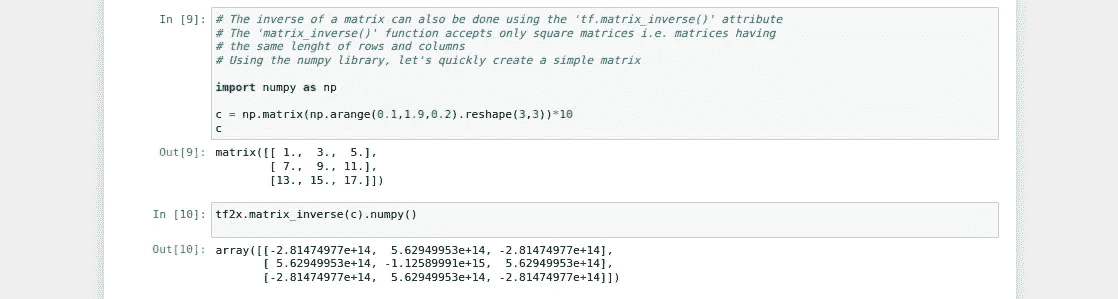 In [9]: # The inverse of a matrix can also be done using the 'tf.matrix_inverse()' attribute
# The 'matrix_inverse()' function accepts only square matrices i.e. matrices having
# the same lenght of rows and columns
# Using the numpy library, let's quickly create a simple matrix
import numpy as np
c = np.matrix(np.arange(0.1,1.9,0.2).reshape(3,3))*10
c
Out[9]: matrix([[ 1.,  3.,  5.],
[ 7.,  9., 11.],
[13., 15., 17.]])
In [10]: tf2x.matrix_inverse(c).numpy()
Out[10]: array([[-2.81474977e+14,  5.62949953e+14, -2.81474977e+14],
[ 5.62949953e+14, -1.12589991e+15,  5.62949953e+14],
[-2.81474977e+14,  5.62949953e+14, -2.81474977e+14]])